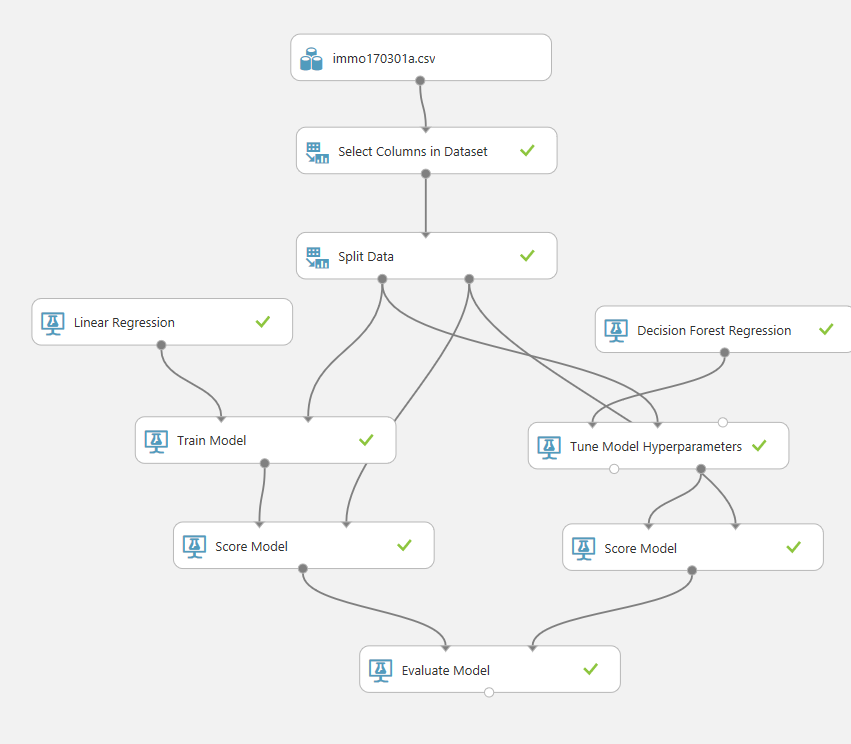 immo170301a.csv
Select Columns in Dataset
Split Data
Linear Regression
Decision Forest Regression
Train Model
Tune Model Hyperparameters
Score Model
Score Model
Evaluate Model